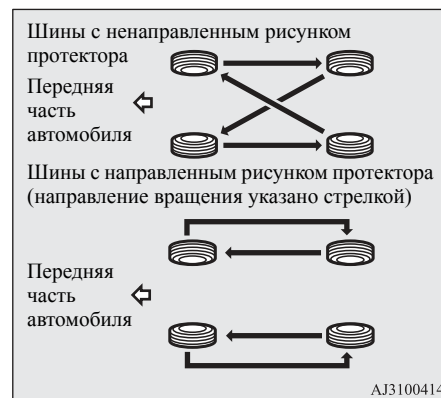 Шины с ненаправленным рисунком
протектора
Передняя
часть
автомобиля
Шины с направленным рисунком протектора
(направление вращения указано стрелкой)
Передняя
часть
автомобиля
AJ3100414